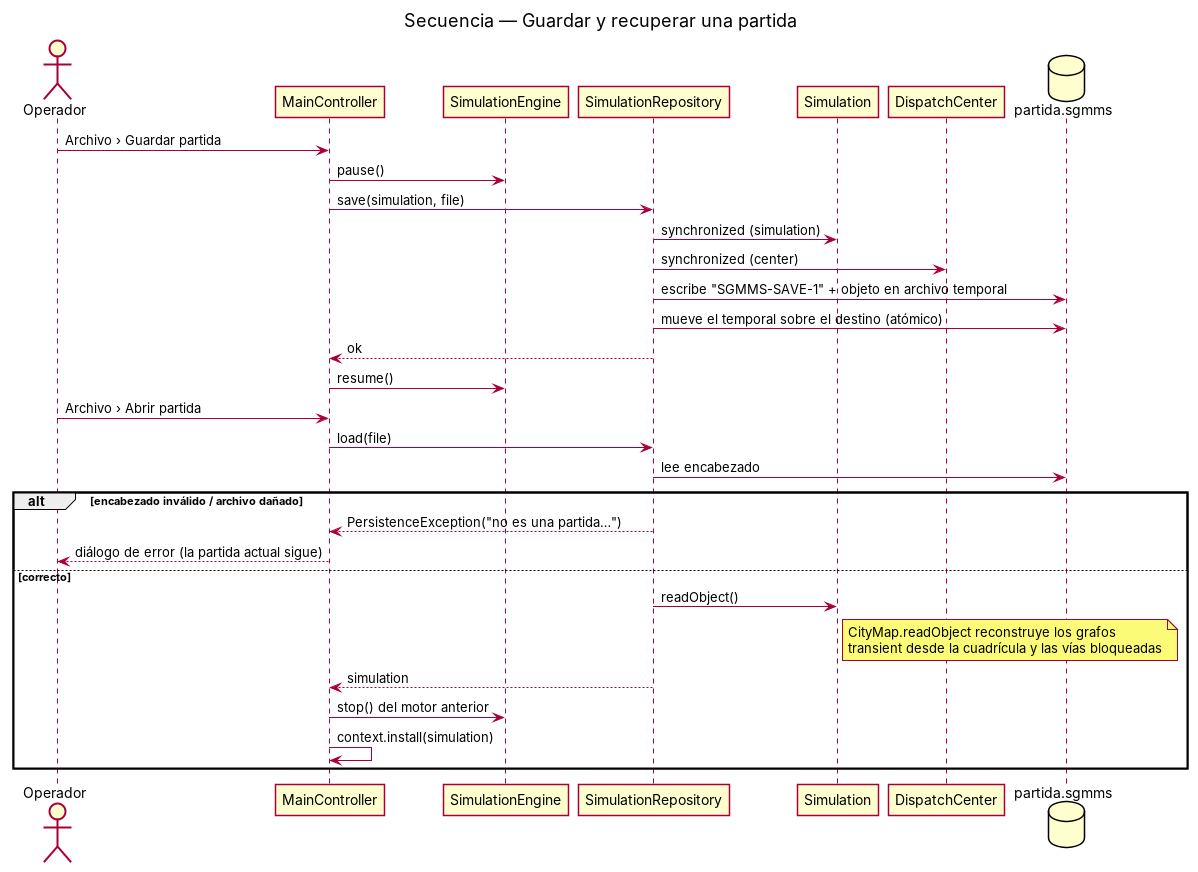 Secuencia — Guardar y recuperar una partida
Operador
MainController
SimulationEngine
SimulationRepository
Simulation
DispatchCenter
partida.sgmms
Archivo › Guardar partida
pause()
save(simulation, file)
synchronized (simulation)
synchronized (center)
escribe "SGMMS-SAVE-1" + objeto en archivo temporal
mueve el temporal sobre el destino (atómico)
ok
resume()
Archivo › Abrir partida
load(file)
lee encabezado
alt
[encabezado inválido / archivo dañado]
PersistenceException("no es una partida...")
diálogo de error (la partida actual sigue)
[correcto]
readObject()
CityMap.readObject reconstruye los grafos
transient desde la cuadrícula y las vías bloqueadas
simulation
stop() del motor anterior
context.install(simulation)
Operador
MainController
SimulationEngine
SimulationRepository
Simulation
DispatchCenter
partida.sgmms